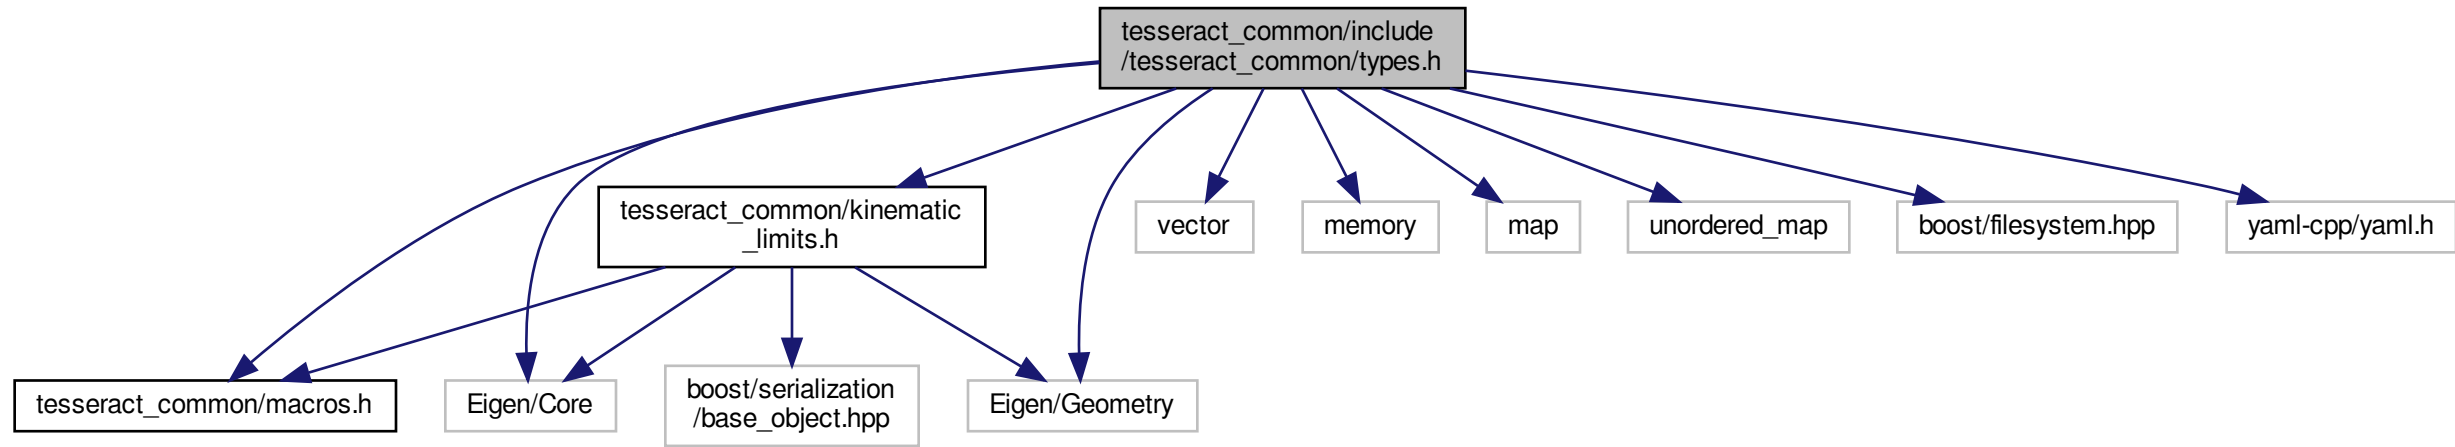 tesseract_common/include
/tesseract_common/types.h
tesseract_common/kinematic
_limits.h
vector
memory
map
unordered_map
boost/filesystem.hpp
yaml-cpp/yaml.h
tesseract_common/macros.h
Eigen/Core
boost/serialization
/base_object.hpp
Eigen/Geometry